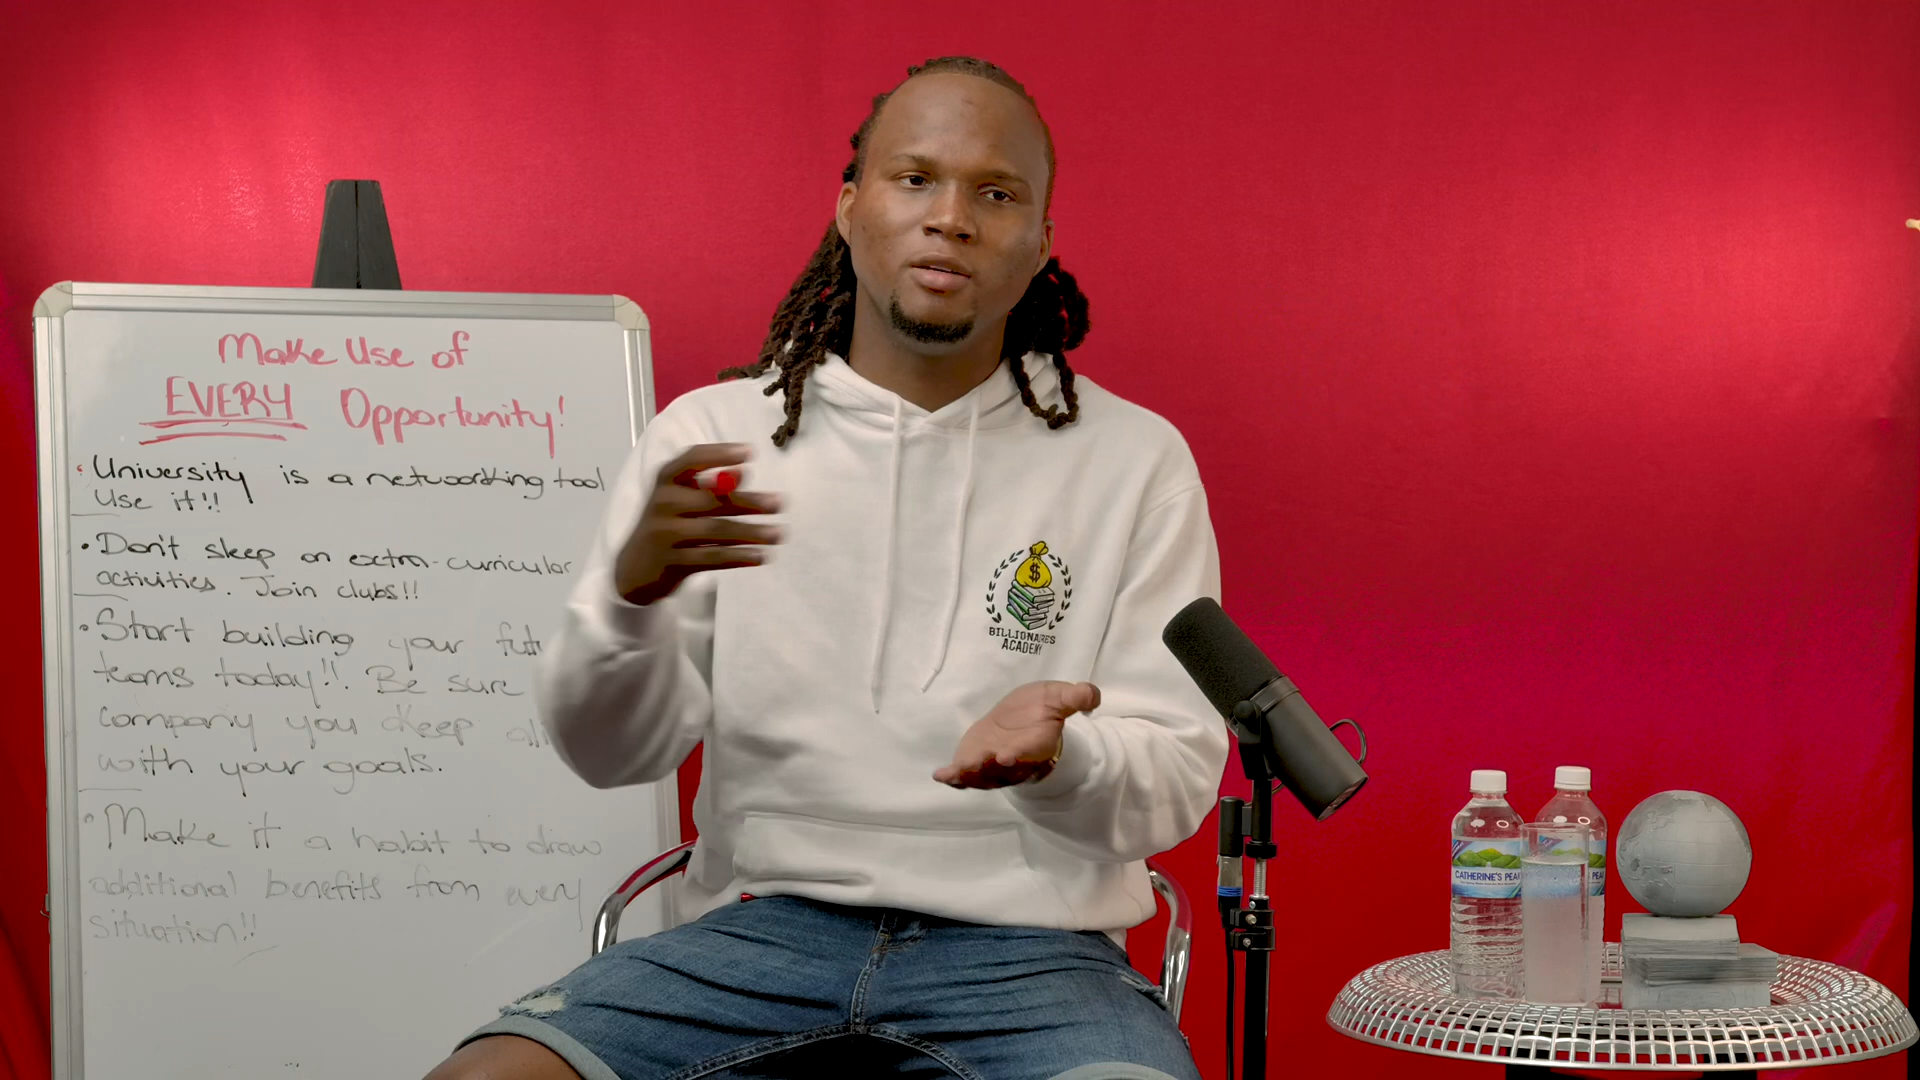 Make Use of
EVERY Opportunity!
• University is a networking tool
Use it!!
• Don't sleep on extra-curricular
activities. Join clubs!!
• Start building your
teams today!! Be sure
company you keep
with your goals.
• Make it a habit to draw
additional benefits from every
situation!!
$
BILLIONAIRES
ACADEMY
CATHERINE'S PEAK
PEAK